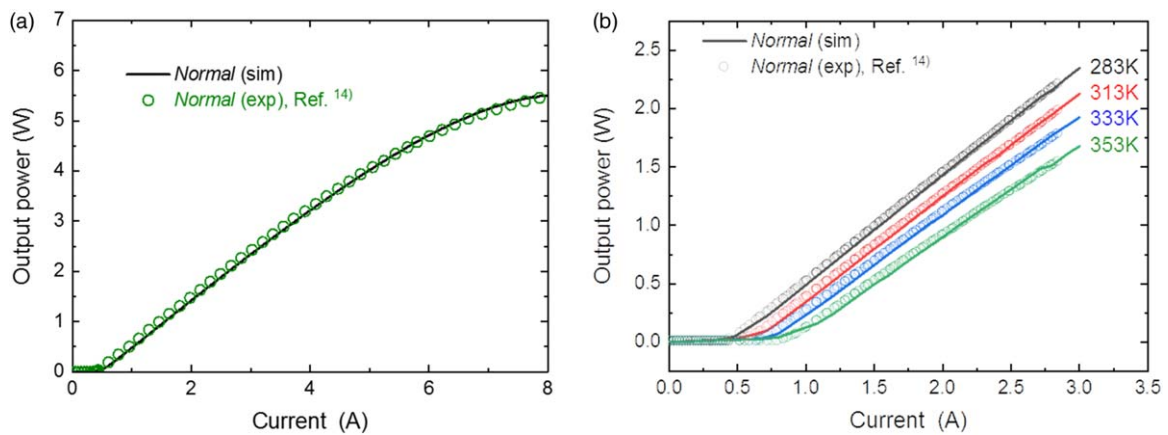 (a)
7
6
5
4
3
2
1
0
Output power (W)
Normal (sim)
Normal (exp), Ref. 14)
0 2 4 6 8
Current (A)
(b)
2.5
2.0
1.5
1.0
0.5
0.0
Output power (W)
Normal (sim)
Normal (exp), Ref. 14)
283K
313K
333K
353K
0.0 0.5 1.0 1.5 2.0 2.5 3.0 3.5
Current (A)